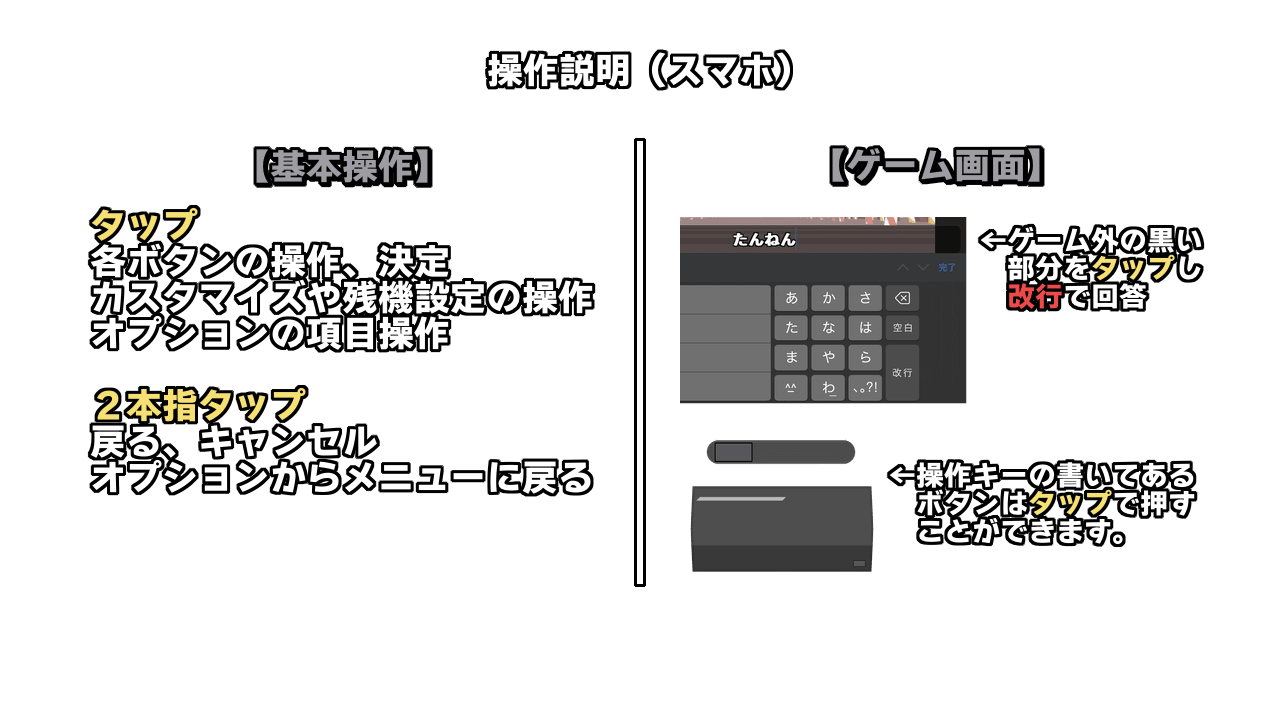 操作説明（スマホ）
【基本操作】
タップ
各ボタンの操作、決定
カスタマイズや残機設定の操作
オプションの項目操作
２本指タップ
戻る、キャンセル
オプションからメニューに戻る
【ゲーム画面】
たんねん
完了
あ か さ
た な は 空白
ま や ら
改行
^^ わ_ 、。?!
←ゲーム外の黒い
部分をタップし
改行で回答
←操作キーの書いてある
ボタンはタップで押す
ことができます。